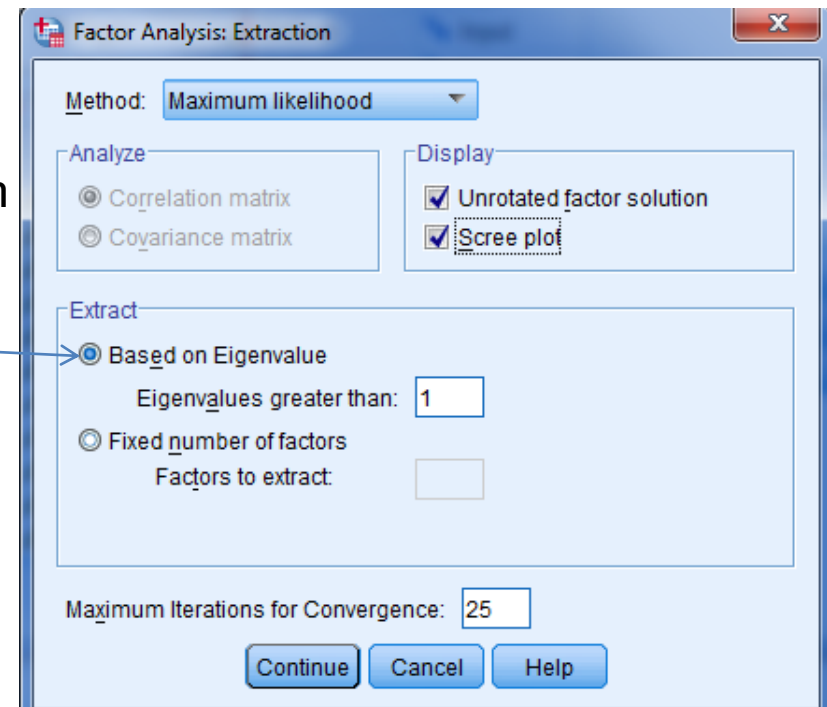 Factor Analysis: Extraction
Method: Maximum likelihood
Analyze
Correlation matrix
Covariance matrix
Display
Unrotated factor solution
Scree plot
n
Extract
Based on Eigenvalue
Eigenvalues greater than: 1
Fixed number of factors
Factors to extract:
Maximum Iterations for Convergence: 25
Continue Cancel Help